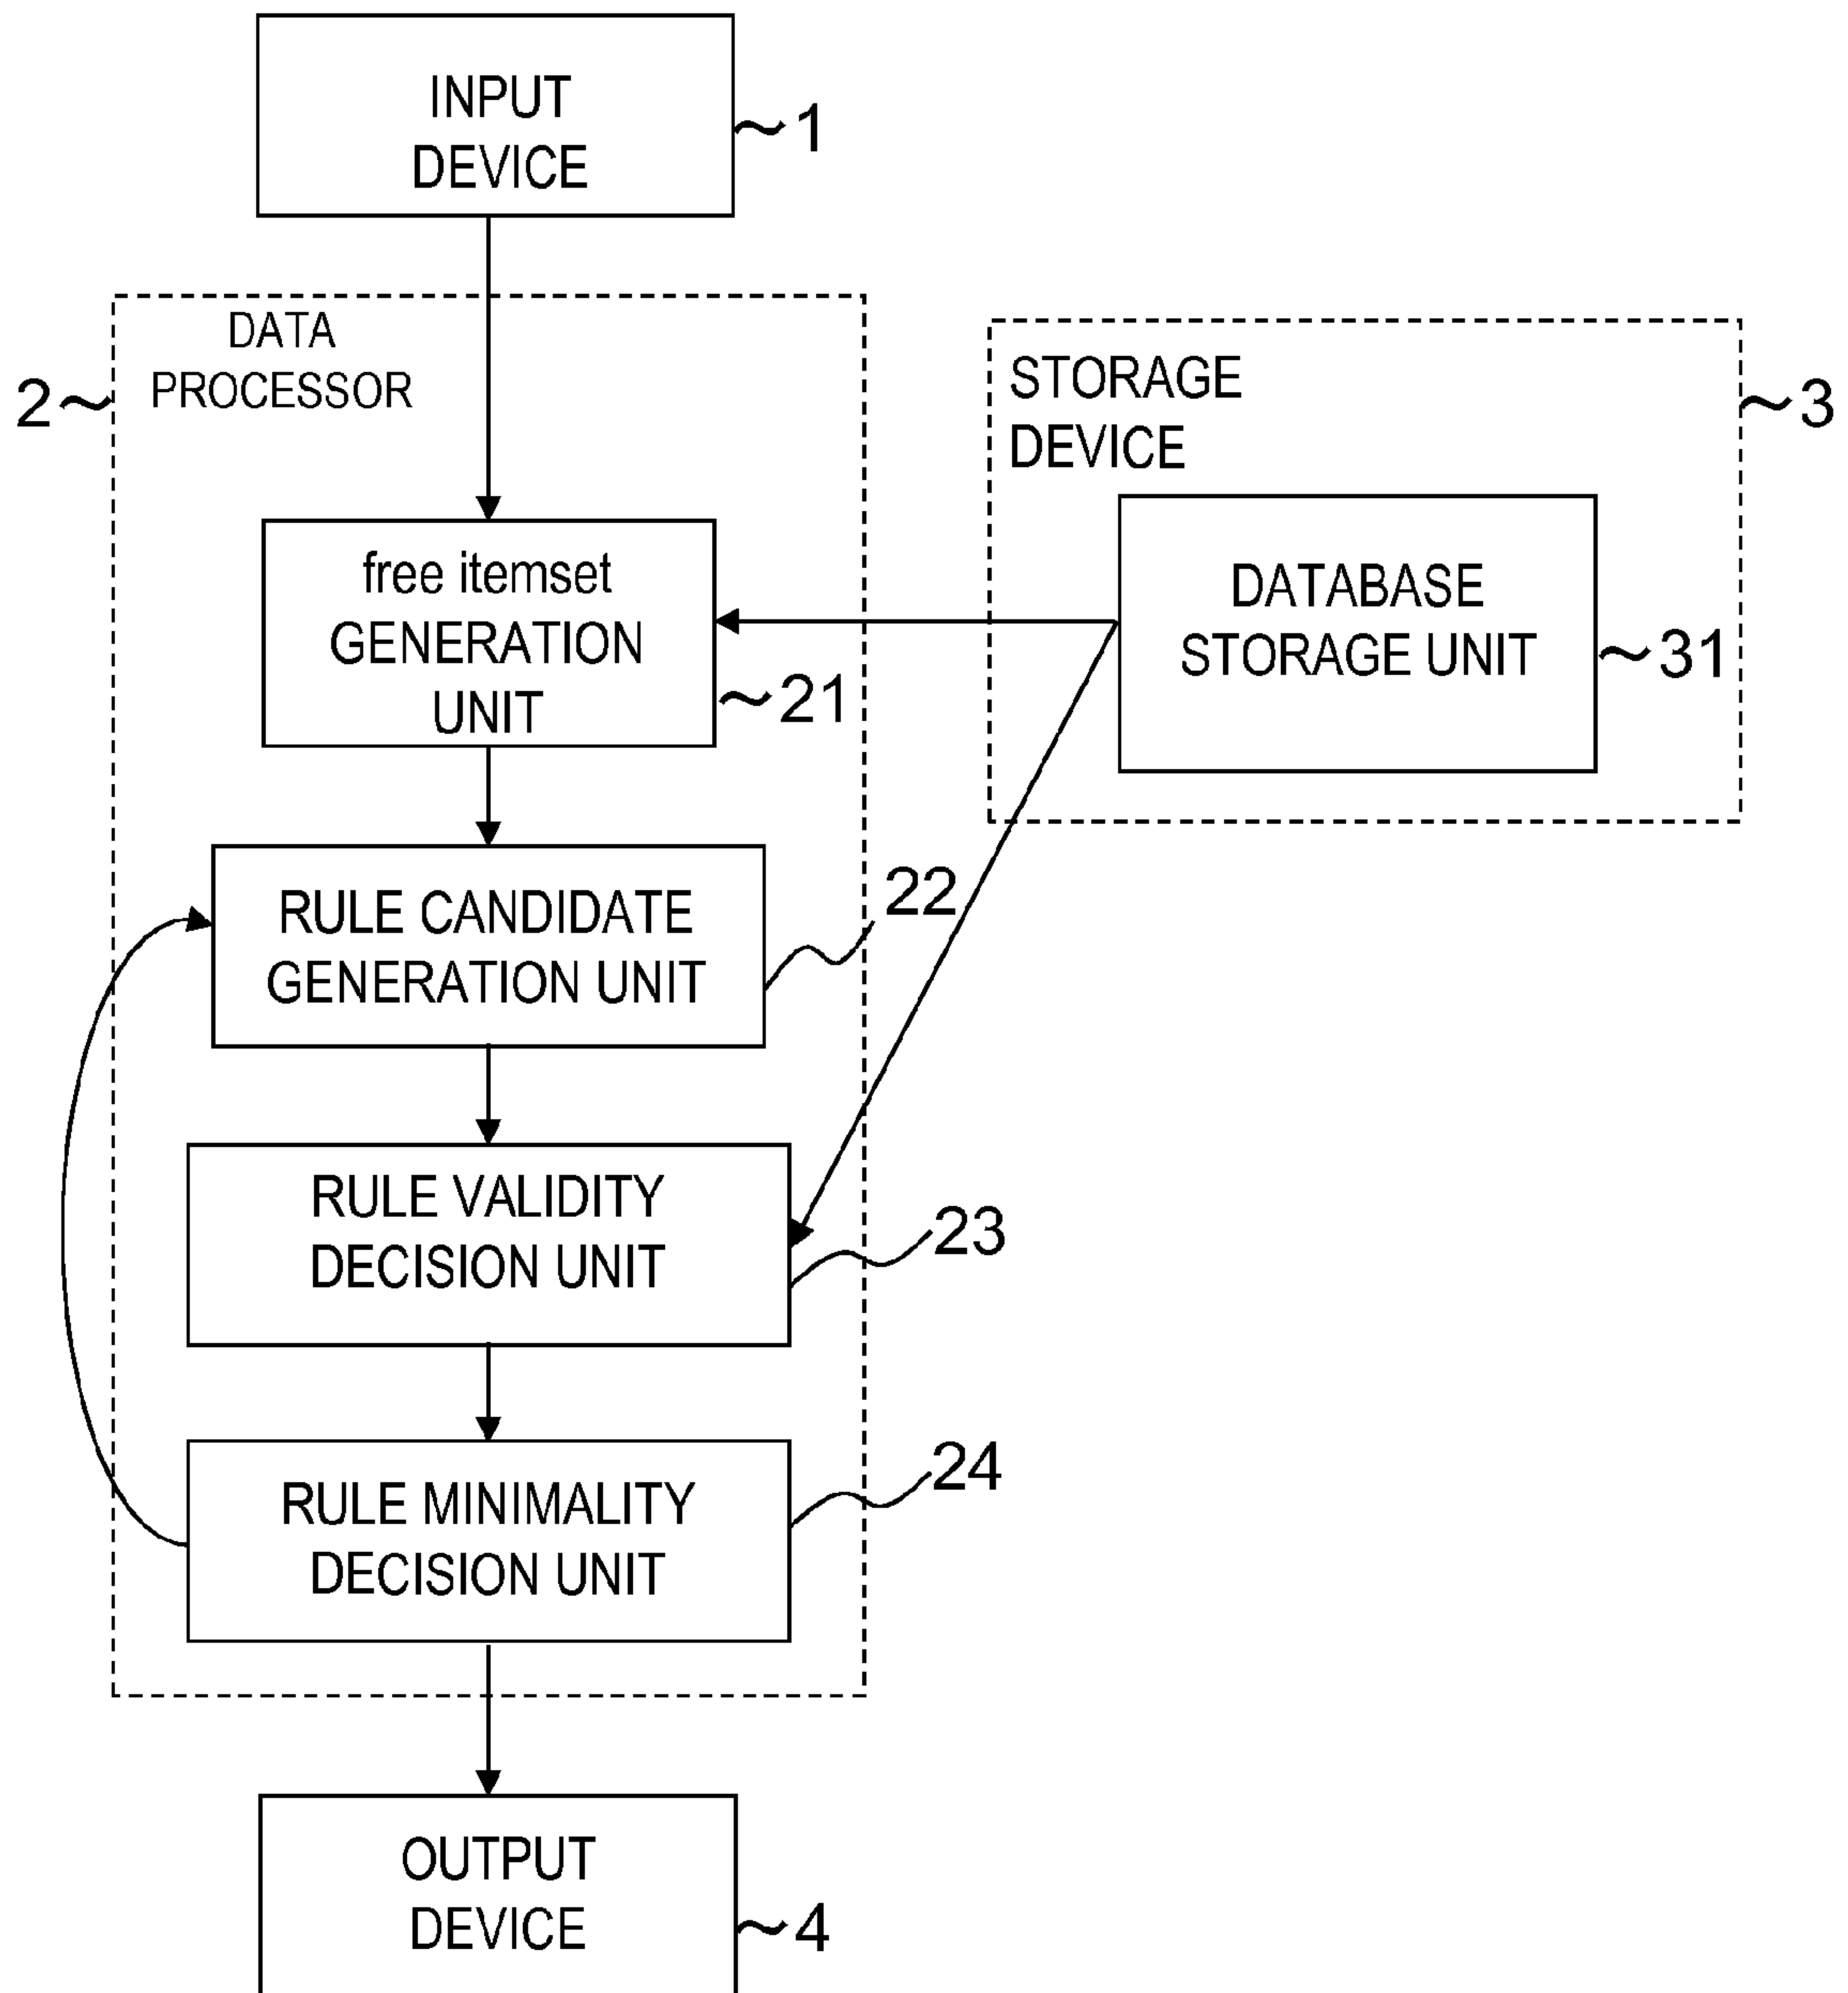 INPUT
DEVICE
~1
DATA
PROCESSOR
2~
STORAGE
DEVICE
~3
free itemset
GENERATION
UNIT
~21
DATABASE
STORAGE UNIT
~31
RULE CANDIDATE
GENERATION UNIT
22
RULE VALIDITY
DECISION UNIT
23
RULE MINIMALITY
DECISION UNIT
24
OUTPUT
DEVICE
~4